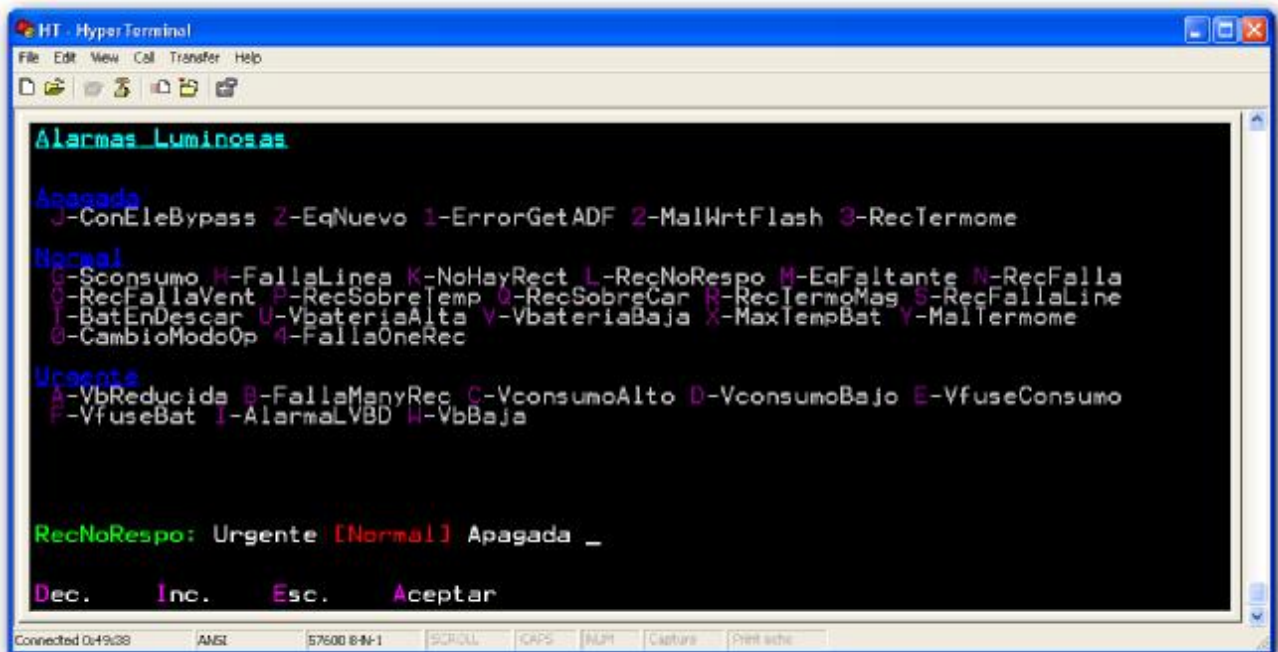 HT - HyperTerminal
File Edit View Call Transfer Help
Alarmas Luminosas
Apagada
J-ConEleBypass Z-EqNuevo 1-ErrorGetADF 2-MalWrtFlash 3-RecTermome
Normal
G-Sconsumo H-FallaLinea K-NoHayRect L-RecNoRespo M-EqFaltante N-RecFalla
O-RecFallaVent P-RecSobreTemp Q-RecSobreCar R-RecTermoMag S-RecFallaLine
T-BatEnDescar U-VbateriaAlta V-VbateriaBaja X-MaxTempBat Y-MalTermome
0-CambioModoOp 4-FallaOneRec
Urgente
A-VbReducida B-FallaManyRec C-VconsumoAlto D-VconsumoBajo E-VfuseConsumo
F-VfuseBat I-AlarmaLVBD W-VbBaja
RecNoRespo: Urgente [Normal] Apagada _
Dec. Inc. Esc. Aceptar
Connected 0:49:38 ANSI 57600 8-N-1 SCROLL CAPS NUM Capture Print echo